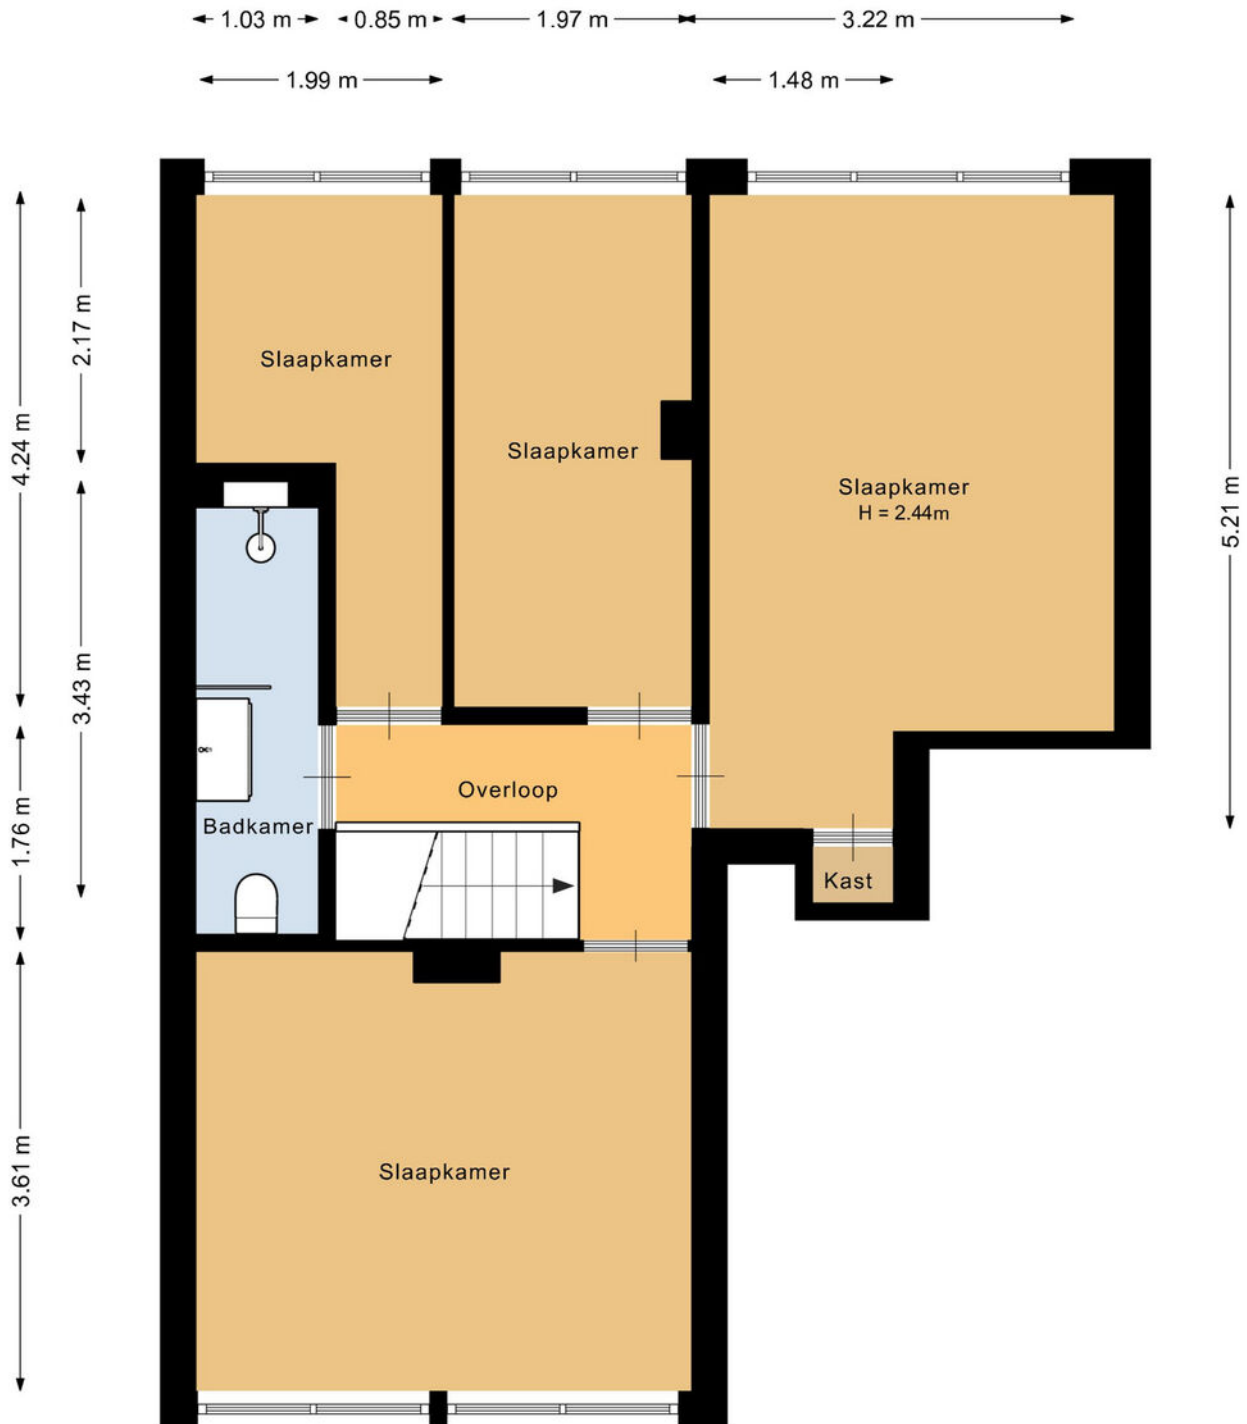 1.03 m
0.85 m
1.97 m
3.22 m
1.99 m
1.48 m
4.24 m
2.17 m
5.21 m
Slaapkamer
Slaapkamer
Slaapkamer
H = 2.44m
3.43 m
1.76 m
Overloop
Badkamer
Kast
3.61 m
Slaapkamer